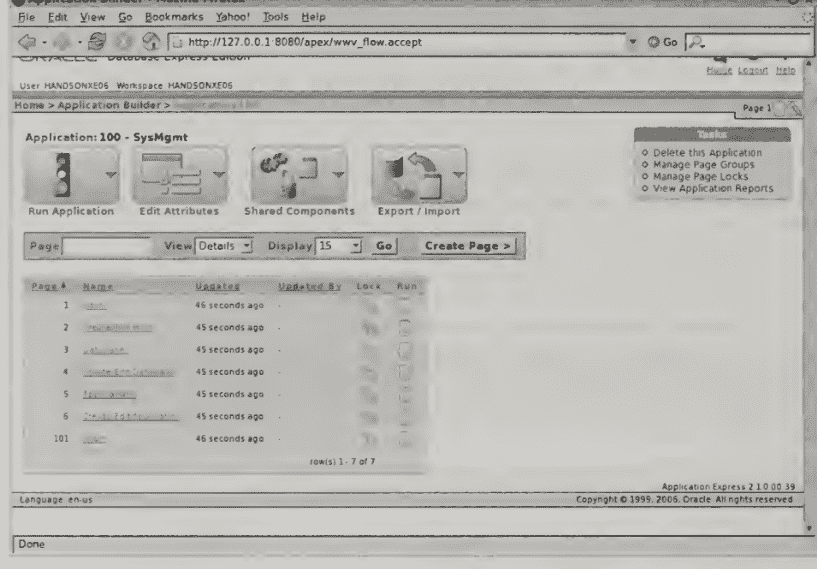 File Edit View Go Bookmarks Yahoo! Tools Help
http://127.0.0.1:8080/apex/wwv_flow.accept Go
Database Express Edition
Home Logout Help
User HANDSONXE06 Workspace HANDSONXE06
Home > Application Builder >
Page 1
Application: 100 - SysMgmt
Tasks
Delete this Application
Manage Page Groups
Manage Page Locks
View Application Reports
Run Application Edit Attributes Shared Components Export / Import
Page View Details Display 15 Go Create Page >
Page Name Updated Updated By Lock Run
1 46 seconds ago -
2 45 seconds ago -
3 45 seconds ago -
4 45 seconds ago -
5 45 seconds ago -
6 45 seconds ago -
101 46 seconds ago -
row(s) 1 - 7 of 7
Application Express 2.1.0.00.39
Language: en-us Copyright © 1999, 2006, Oracle. All rights reserved.
Done